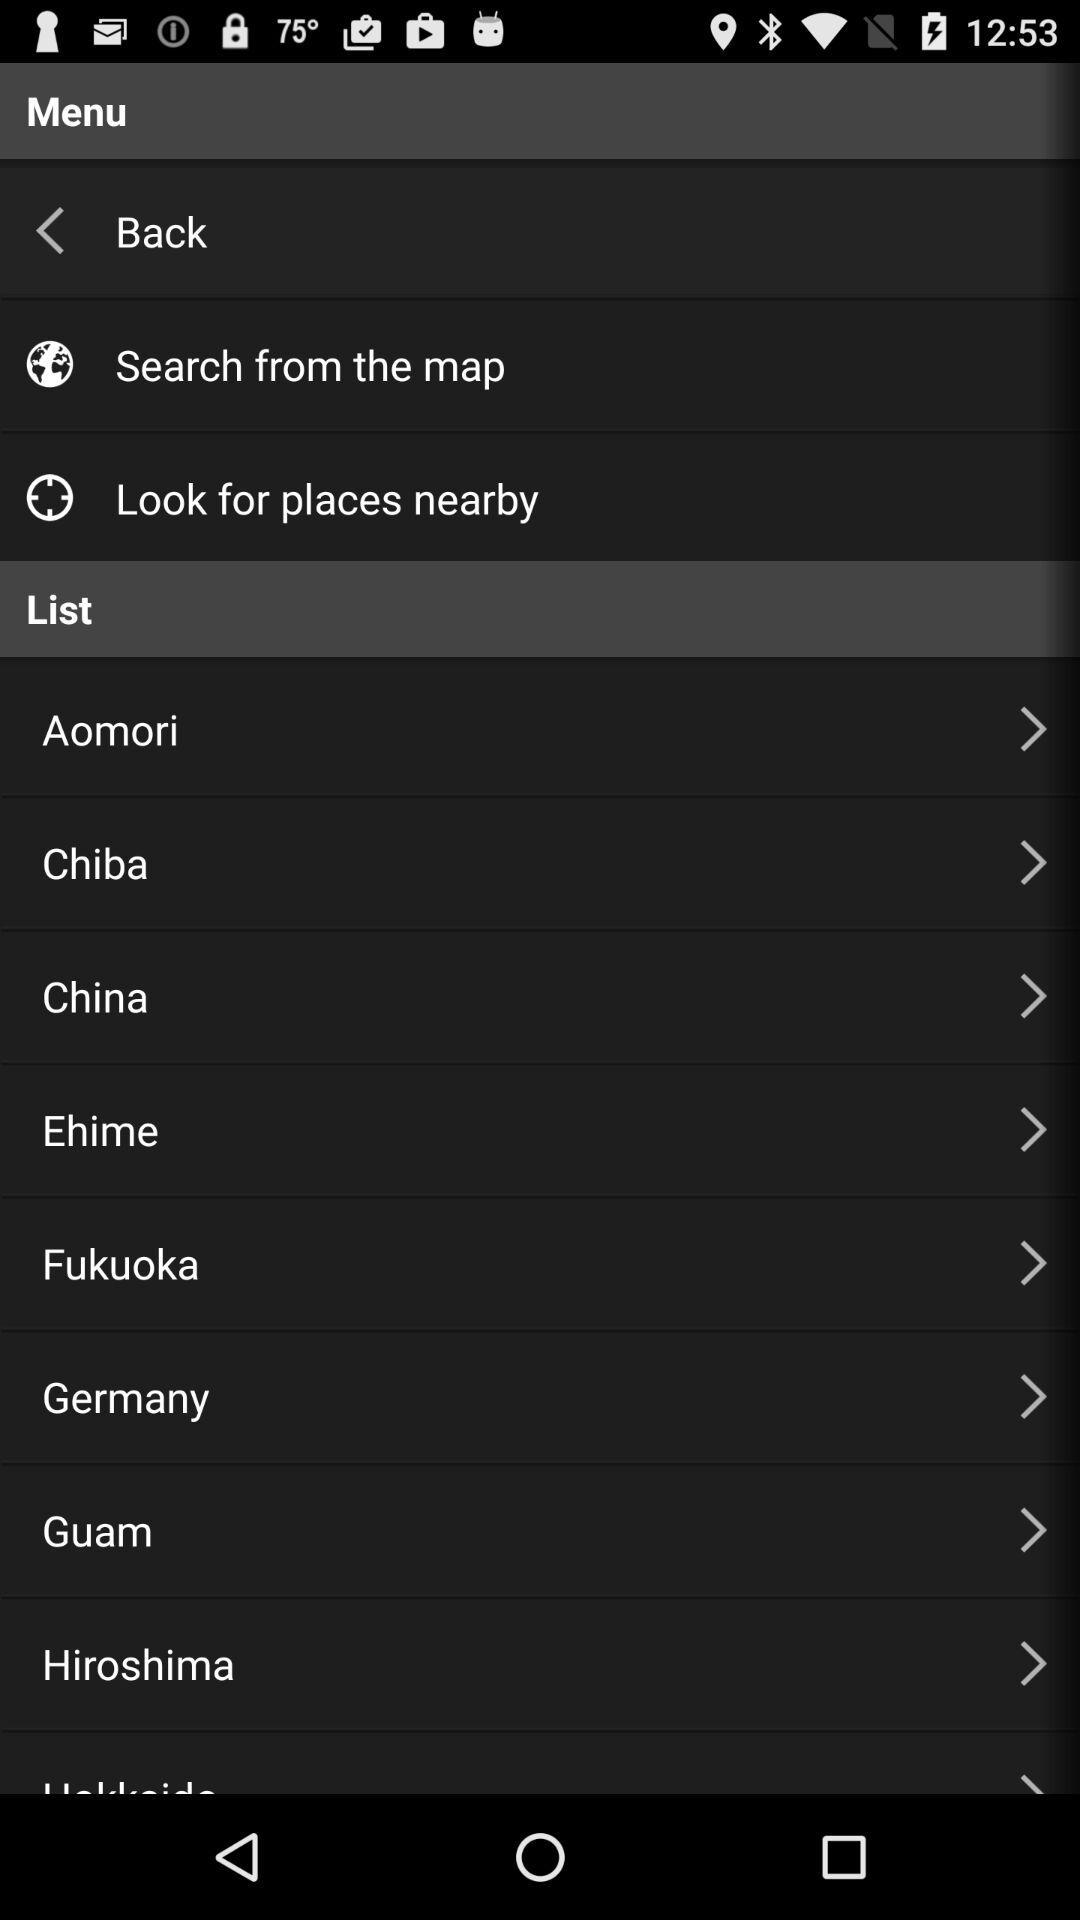 75° 12:53
Menu
Back
Search from the map
Look for places nearby
List
Aomori
Chiba
China
Ehime
Fukuoka
Germany
Guam
Hiroshima
Hokkaido